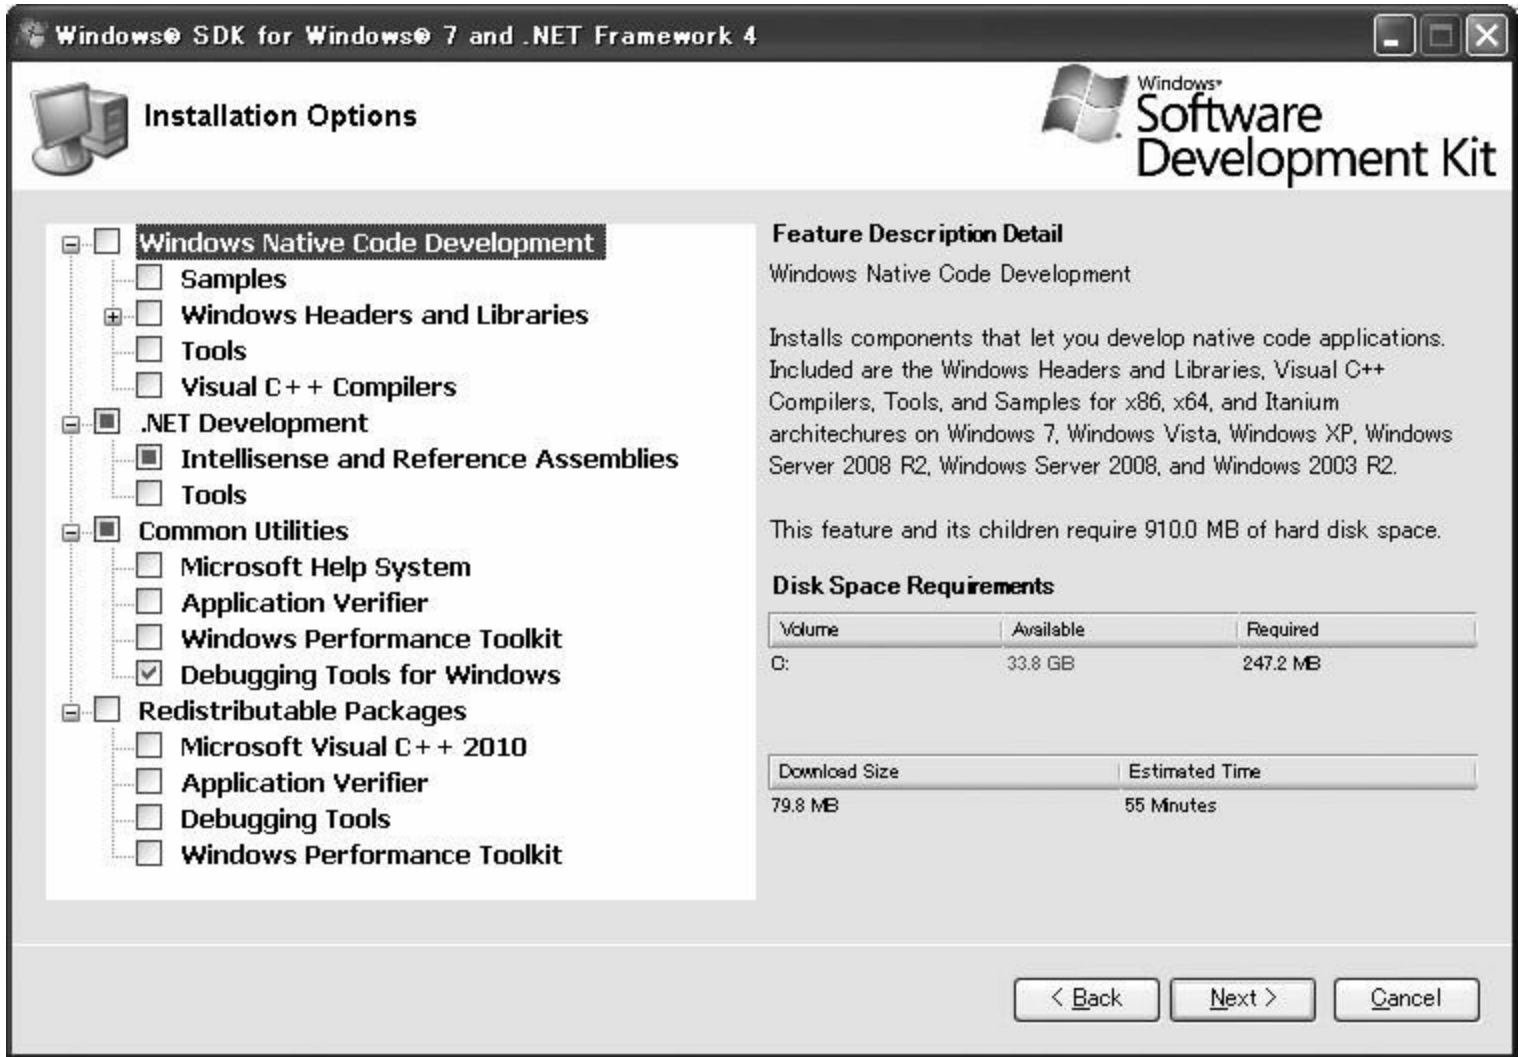 Windows® SDK for Windows® 7 and .NET Framework 4
Installation Options
Windows®
Software
Development Kit
Windows Native Code Development
Samples
Windows Headers and Libraries
Tools
Visual C++ Compilers
.NET Development
Intellisense and Reference Assemblies
Tools
Common Utilities
Microsoft Help System
Application Verifier
Windows Performance Toolkit
Debugging Tools for Windows
Redistributable Packages
Microsoft Visual C++ 2010
Application Verifier
Debugging Tools
Windows Performance Toolkit
Feature Description Detail
Windows Native Code Development
Installs components that let you develop native code applications.
Included are the Windows Headers and Libraries, Visual C++
Compilers, Tools, and Samples for x86, x64, and Itanium
architechures on Windows 7, Windows Vista, Windows XP, Windows
Server 2008 R2, Windows Server 2008, and Windows 2003 R2.
This feature and its children require 910.0 MB of hard disk space.
Disk Space Requirements
Volume Available Required
C: 33.8 GB 247.2 MB
Download Size Estimated Time
79.8 MB 55 Minutes
< Back Next > Cancel